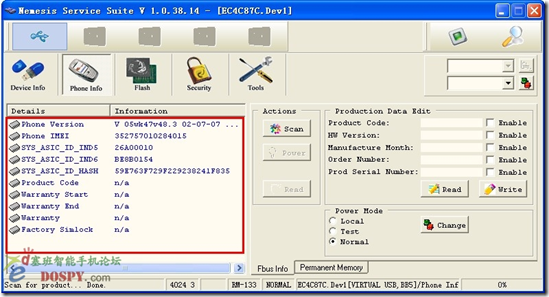 Nemesis Service Suite V 1.0.38.14 - [EC4C87C.Dev1]
Device Info
Phone Info
Flash
Security
Tools
Details Information
Phone Version V 05wk47v48.3 02-07-07 ...
Phone IMEI 352757010284015
SYS_ASIC_ID_IND5 26A00010
SYS_ASIC_ID_IND6 BE8B0154
SYS_ASIC_ID_HASH 59E763F729F229238241F835
Product Code n/a
Warranty Start n/a
Warranty End n/a
Warranty n/a
Factory Simlock n/a
Actions
Scan
Power
Read
Production Data Edit
Product Code: Enable
HW Version: Enable
Manufacture Month: Enable
Order Number: Enable
Prod Serial Number: Enable
Read Write
Power Mode
Local
Test
Normal
Change
塞班智能手机论坛
DOSPY.com
Fbus Info Permanent Memory
Scan for product... Done. 4024 3 RM-133 NORMAL EC4C87C.Dev1[VIRTUAL USB,BB5]/Phone Inf 0%